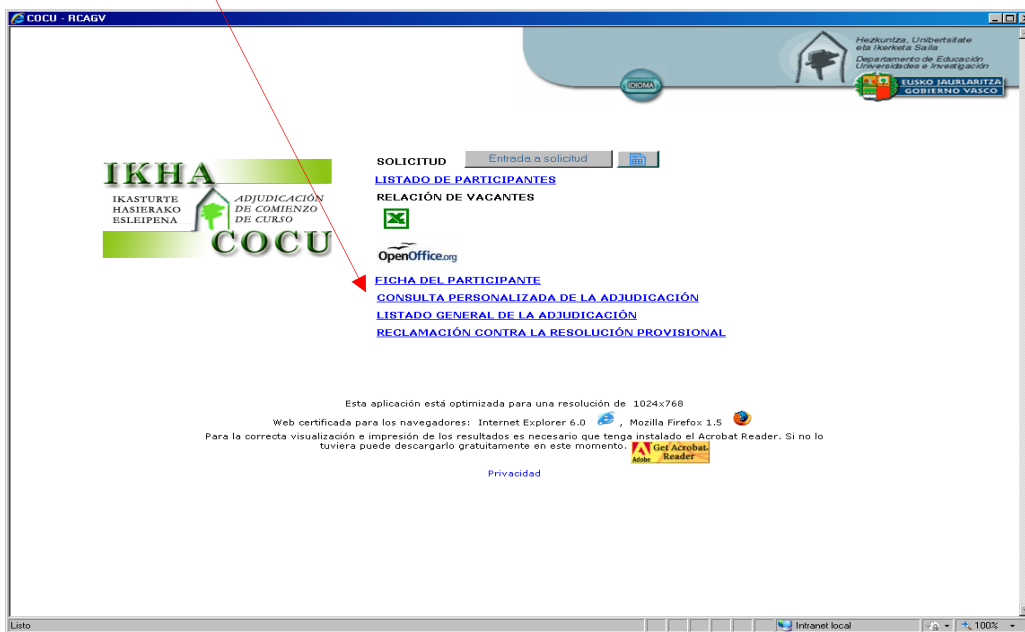 COCU - RCAGV
Hezkuntza, Unibertsitate
eta Ikerketa Saila
Departamento de Educación
Universidades e Investigación
EUSKO JAURLARITZA
GOBIERNO VASCO
IDIOMA
SOLICITUD Entrada a solicitud
LISTADO DE PARTICIPANTES
RELACIÓN DE VACANTES
IKHA
IKASTURTE
HASIERAKO
ESLEIPENA
ADJUDICACIÓN
DE COMIENZO
DE CURSO
COCU
OpenOffice.org
FICHA DEL PARTICIPANTE
CONSULTA PERSONALIZADA DE LA ADJUDICACIÓN
LISTADO GENERAL DE LA ADJUDICACIÓN
RECLAMACIÓN CONTRA LA RESOLUCIÓN PROVISIONAL
Esta aplicación está optimizada para una resolución de 1024x768
Web certificada para los navegadores: Internet Explorer 6.0 , Mozilla Firefox 1.5
Para la correcta visualización e impresión de los resultados es necesario que tenga instalado el Acrobat Reader. Si no lo
tuviera puede descargarlo gratuitamente en este momento.
Get Acrobat
Adobe Reader
Privacidad
Listo Intranet local 100%